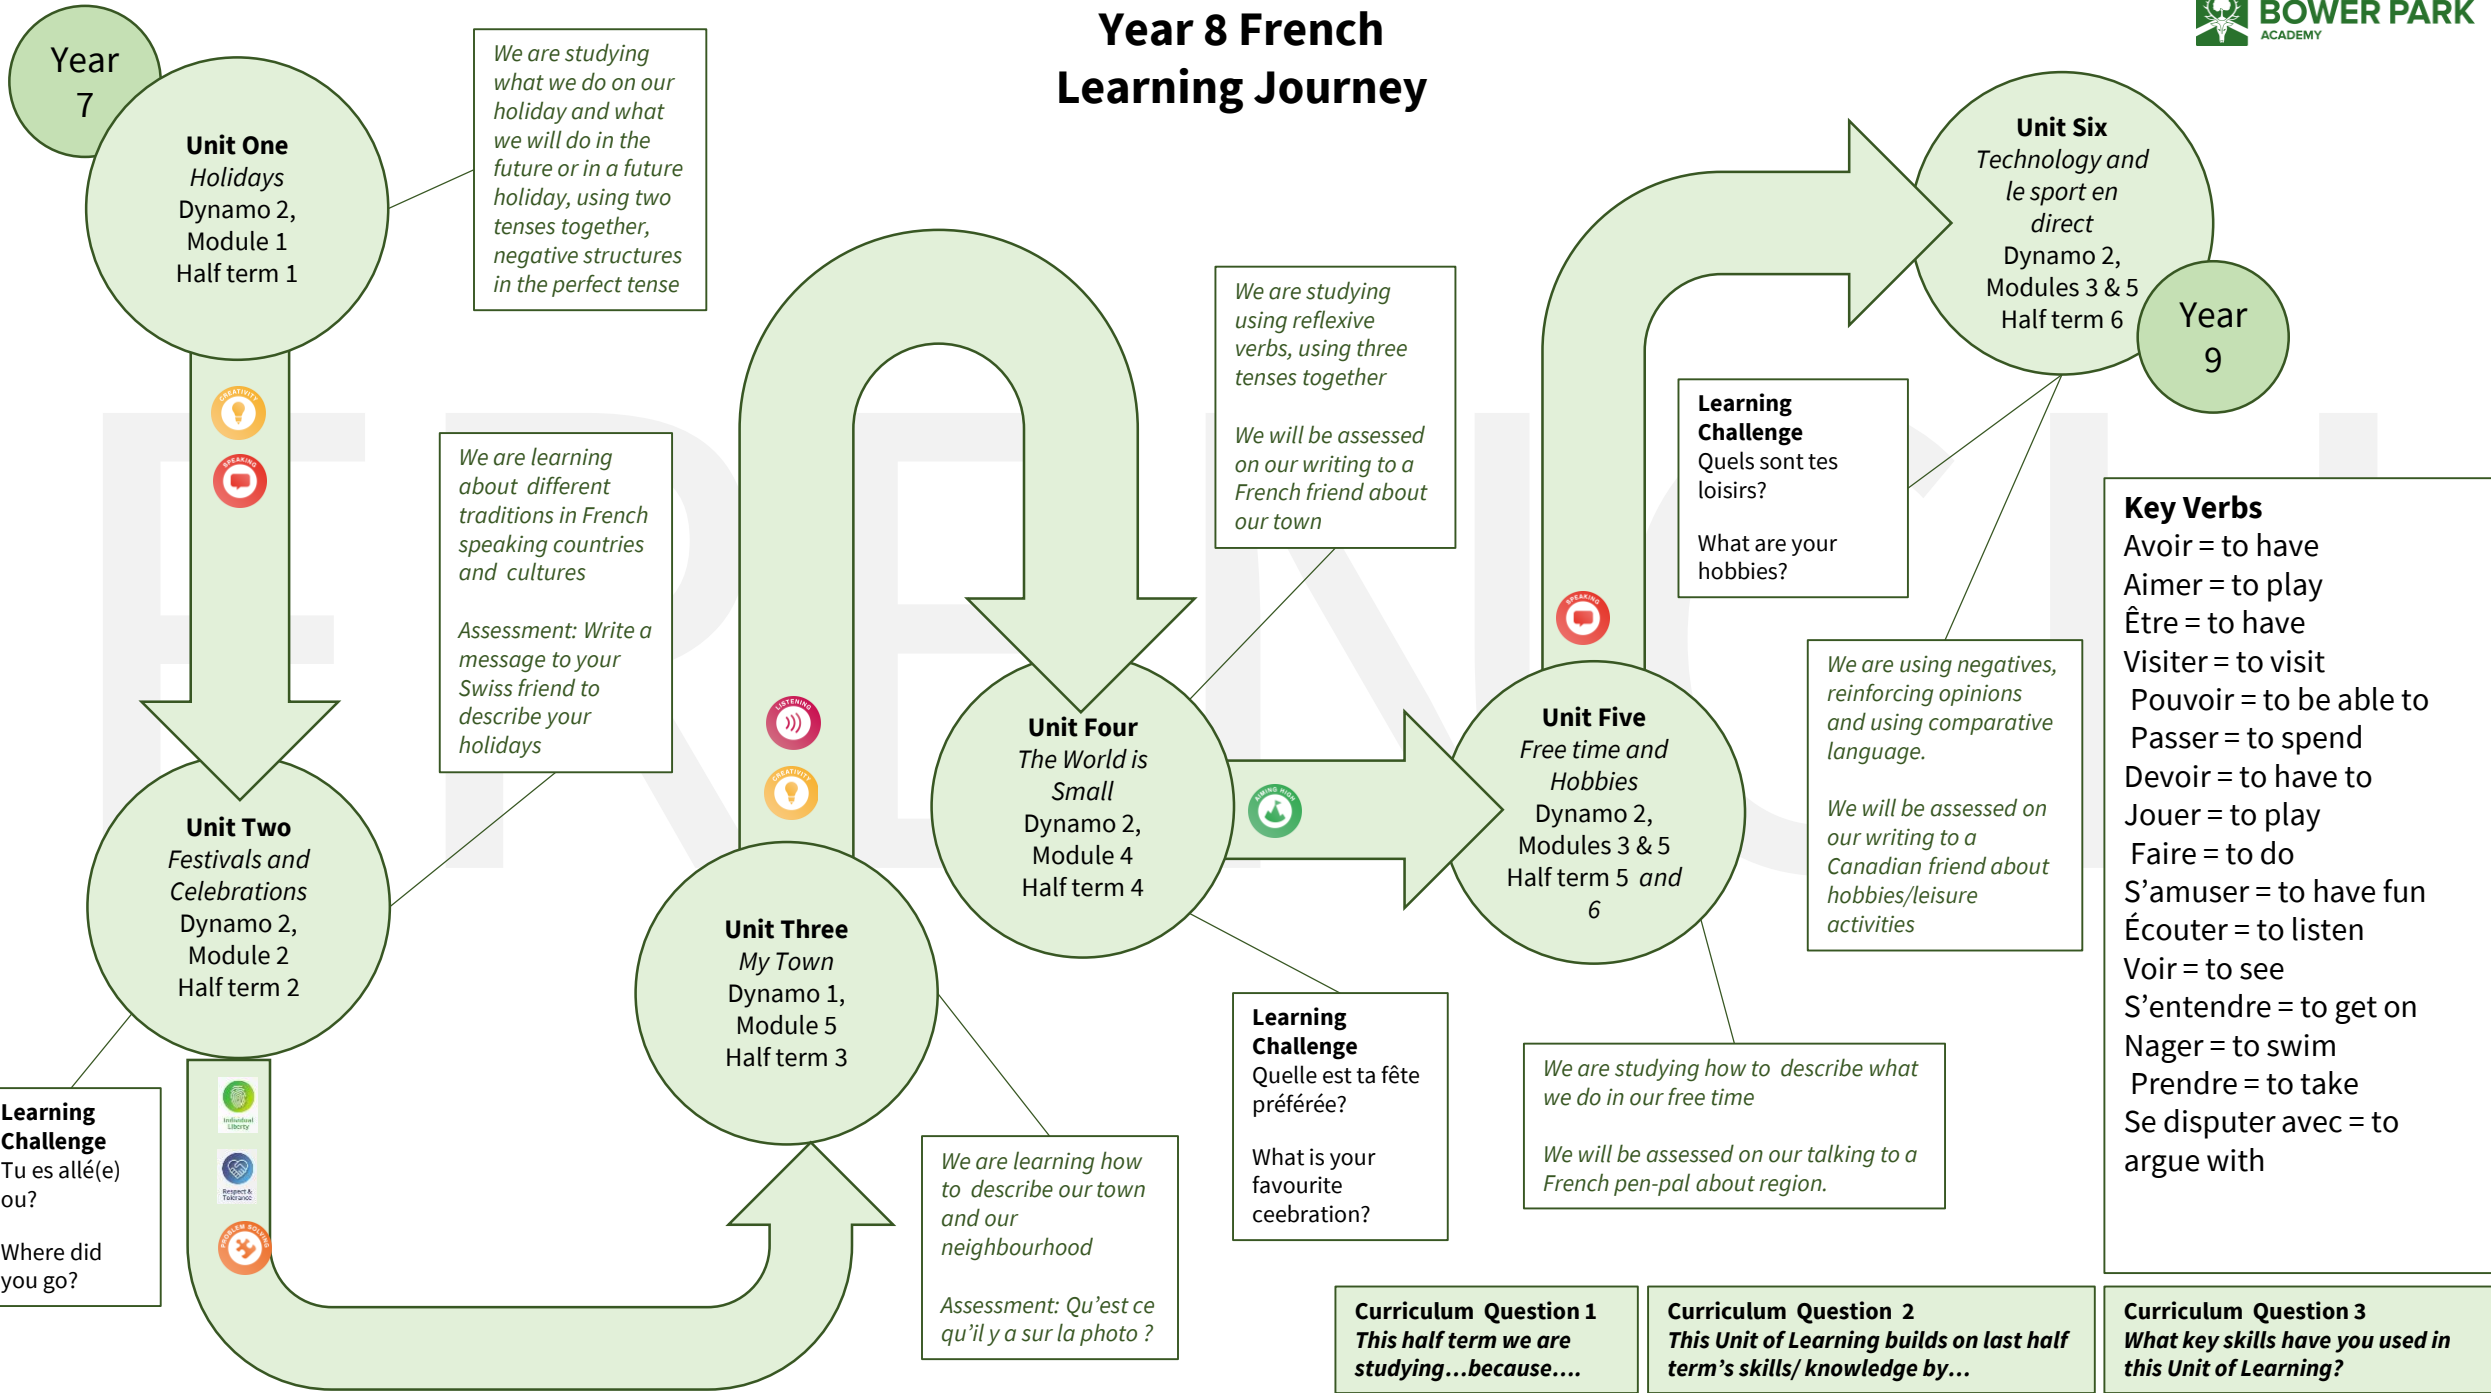 Year 8 French
Learning Journey
BOWER PARK
ACADEMY
Year
7
Unit One
Holidays
Dynamo 2,
Module 1
Half term 1
We are studying
what we do on our
holiday and what
we will do in the
future or in a future
holiday, using two
tenses together,
negative structures
in the perfect tense
CREATIVITY
SPEAKING
Unit Two
Festivals and
Celebrations
Dynamo 2,
Module 2
Half term 2
We are learning
about different
traditions in French
speaking countries
and cultures
Assessment: Write a
message to your
Swiss friend to
describe your
holidays
Learning
Challenge
Tu es allé(e)
ou?
Where did
you go?
Individual
Liberty
Respect &
Tolerance
PROBLEM SOLVING
Unit Three
My Town
Dynamo 1,
Module 5
Half term 3
We are learning how
to describe our town
and our
neighbourhood
Assessment: Qu'est ce
qu'il y a sur la photo ?
LISTENING
CREATIVITY
Unit Four
The World is
Small
Dynamo 2,
Module 4
Half term 4
We are studying
using reflexive
verbs, using three
tenses together
We will be assessed
on our writing to a
French friend about
our town
Learning
Challenge
Quelle est ta fête
préférée?
What is your
favourite
ceebration?
AIMING HIGH
Unit Five
Free time and
Hobbies
Dynamo 2,
Modules 3 & 5
Half term 5 and
6
We are studying how to describe what
we do in our free time
We will be assessed on our talking to a
French pen-pal about region.
SPEAKING
Unit Six
Technology and
le sport en
direct
Dynamo 2,
Modules 3 & 5
Half term 6
Year
9
Learning
Challenge
Quels sont tes
loisirs?
What are your
hobbies?
We are using negatives,
reinforcing opinions
and using comparative
language.
We will be assessed on
our writing to a
Canadian friend about
hobbies/leisure
activities
Key Verbs
Avoir = to have
Aimer = to play
Être = to have
Visiter = to visit
Pouvoir = to be able to
Passer = to spend
Devoir = to have to
Jouer = to play
Faire = to do
S'amuser = to have fun
Écouter = to listen
Voir = to see
S'entendre = to get on
Nager = to swim
Prendre = to take
Se disputer avec = to
argue with
Curriculum Question 1
This half term we are
studying...because....
Curriculum Question 2
This Unit of Learning builds on last half
term's skills/ knowledge by...
Curriculum Question 3
What key skills have you used in
this Unit of Learning?
FRENCH